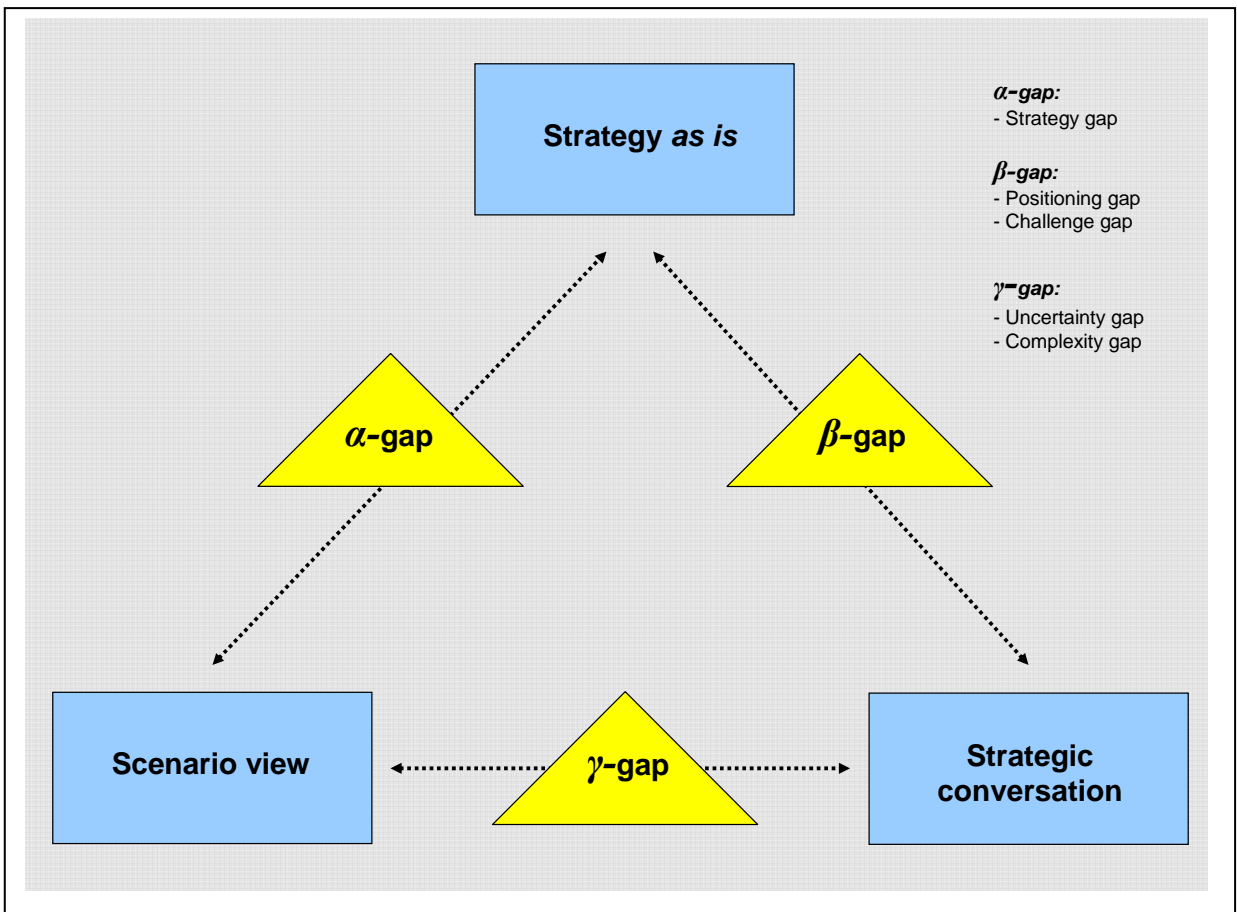 Strategy as is
α-gap:
- Strategy gap
β-gap:
- Positioning gap
- Challenge gap
γ-gap:
- Uncertainty gap
- Complexity gap
α-gap
β-gap
Scenario view
γ-gap
Strategic
conversation